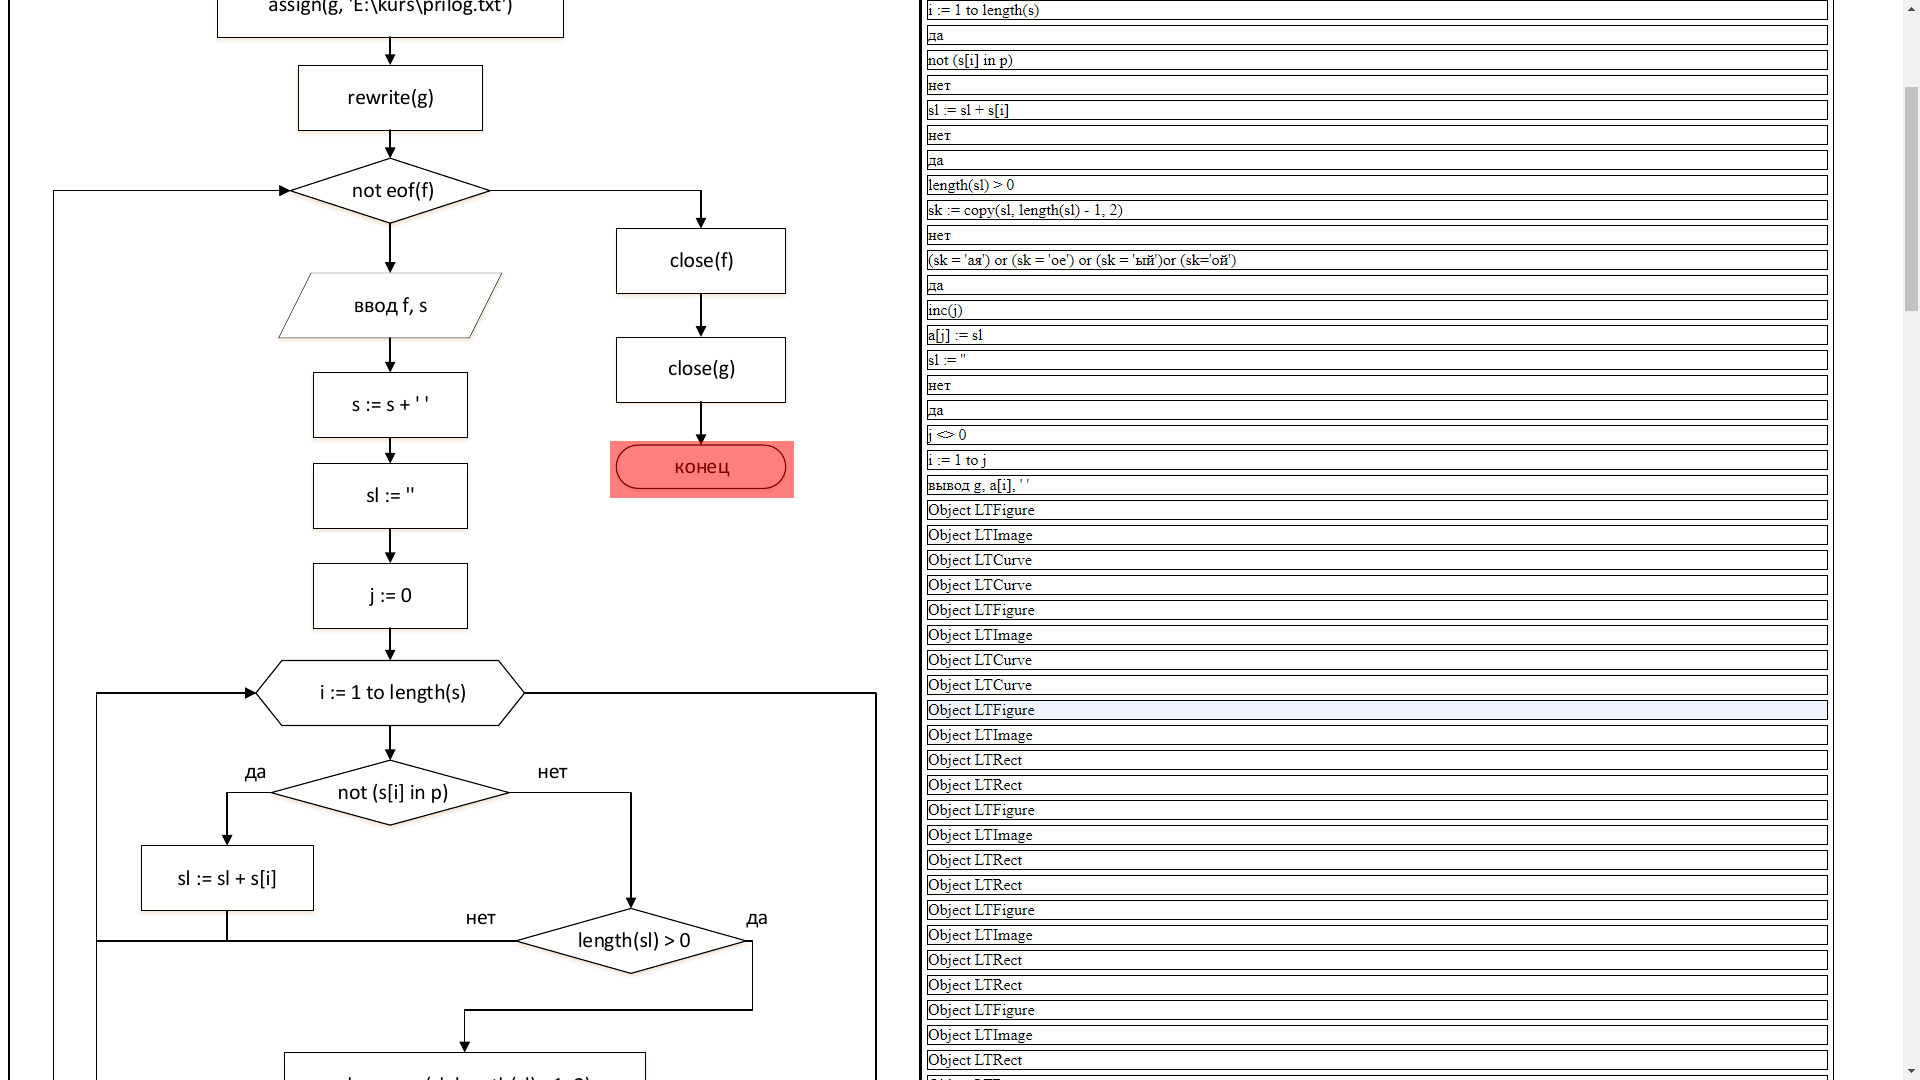 assign(g, 'E:\kurs\prilog.txt')
rewrite(g)
not eof(f)
ввод f, s
close(f)
close(g)
s := s + ' '
конец
sl := ''
j := 0
i := 1 to length(s)
да
нет
not (s[i] in p)
sl := sl + s[i]
нет
да
length(sl) > 0
i := 1 to length(s)
да
not (s[i] in p)
нет
sl := sl + s[i]
нет
да
length(sl) > 0
sk := copy(sl, length(sl) - 1, 2)
нет
(sk = 'ая') or (sk = 'ое') or (sk = 'ый')or (sk='ой')
да
inc(j)
a[j] := sl
sl := ''
нет
да
j <> 0
i := 1 to j
вывод g, a[i], ' '
Object LTFigure
Object LTImage
Object LTCurve
Object LTCurve
Object LTFigure
Object LTImage
Object LTCurve
Object LTCurve
Object LTFigure
Object LTImage
Object LTRect
Object LTRect
Object LTFigure
Object LTImage
Object LTRect
Object LTRect
Object LTFigure
Object LTImage
Object LTRect
Object LTRect
Object LTFigure
Object LTImage
Object LTRect